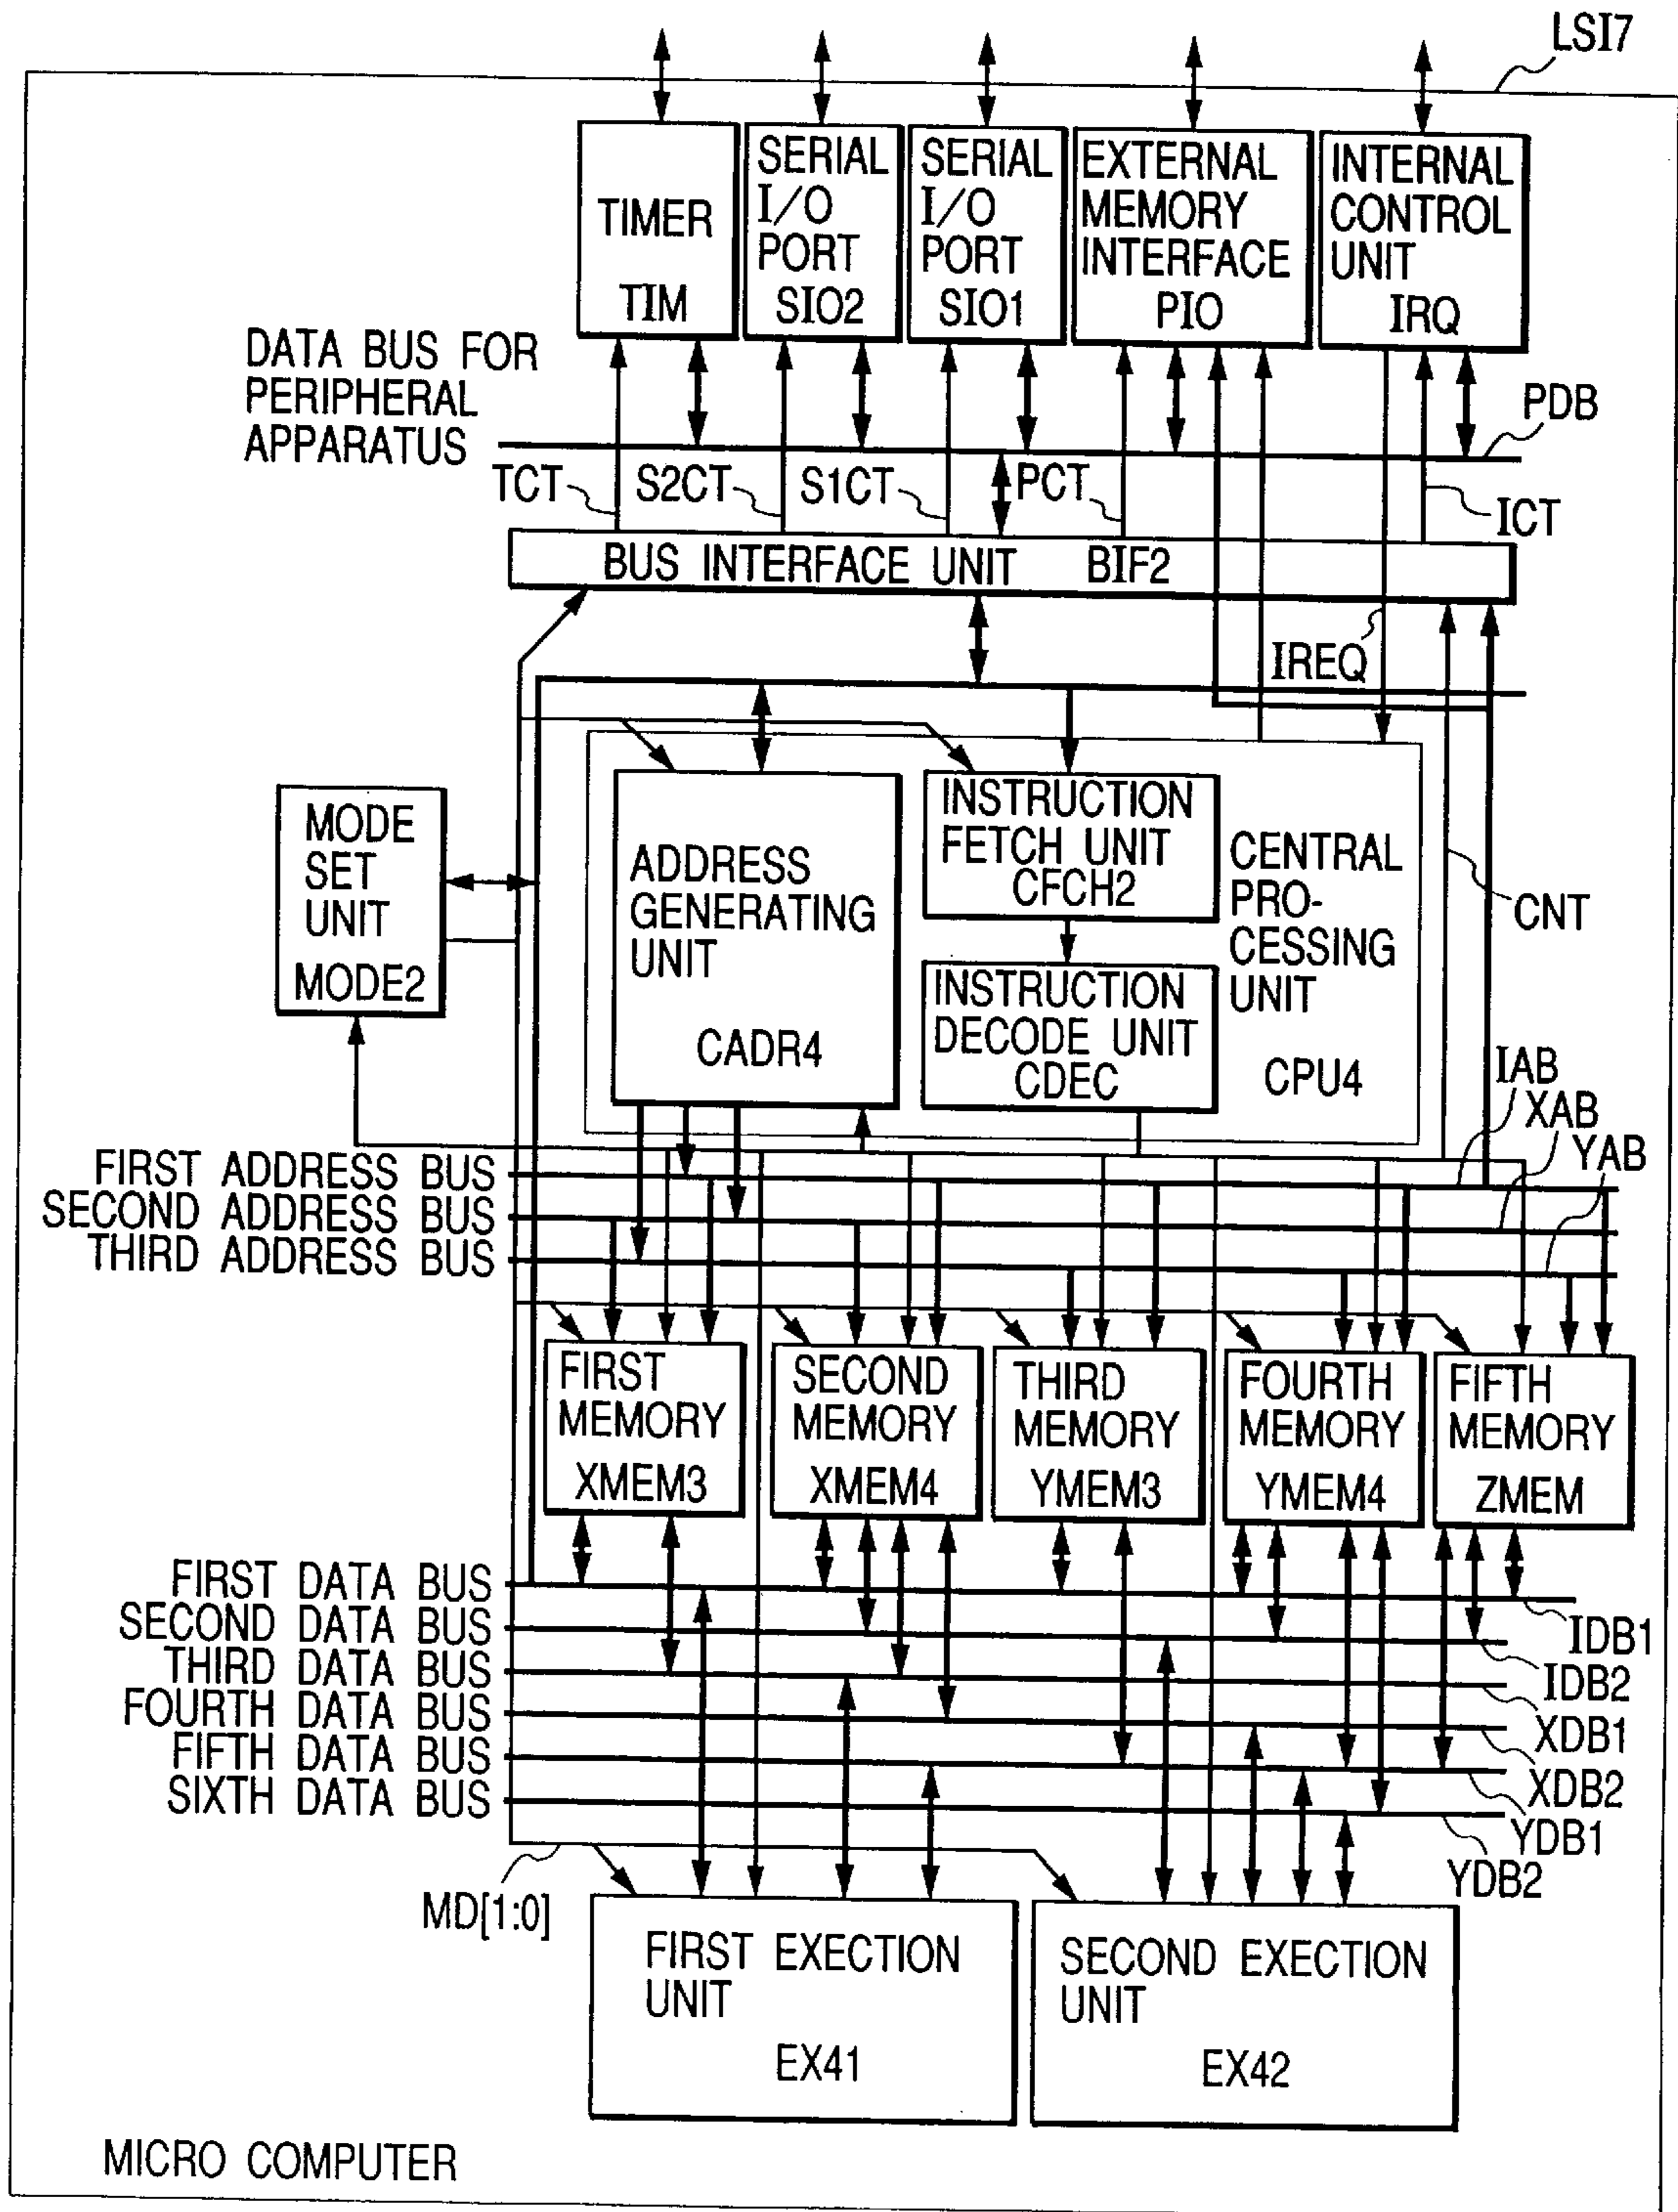 LSI7
TIMER
TIM
SERIAL
I/O
PORT
SIO2
SERIAL
I/O
PORT
SIO1
EXTERNAL
MEMORY
INTERFACE
PIO
INTERNAL
CONTROL
UNIT
IRQ
DATA BUS FOR
PERIPHERAL
APPARATUS
PDB
TCT
S2CT
S1CT
PCT
ICT
BUS INTERFACE UNIT BIF2
IREQ
MODE
SET
UNIT
MODE2
ADDRESS
GENERATING
UNIT
CADR4
INSTRUCTION
FETCH UNIT
CFCH2
INSTRUCTION
DECODE UNIT
CDEC
CENTRAL
PRO-
CESSING
UNIT
CPU4
CNT
IAB
XAB
YAB
FIRST ADDRESS BUS
SECOND ADDRESS BUS
THIRD ADDRESS BUS
FIRST
MEMORY
XMEM3
SECOND
MEMORY
XMEM4
THIRD
MEMORY
YMEM3
FOURTH
MEMORY
YMEM4
FIFTH
MEMORY
ZMEM
FIRST DATA BUS
SECOND DATA BUS
THIRD DATA BUS
FOURTH DATA BUS
FIFTH DATA BUS
SIXTH DATA BUS
IDB1
IDB2
XDB1
XDB2
YDB1
YDB2
MD[1:0]
FIRST EXECTION
UNIT
EX41
SECOND EXECTION
UNIT
EX42
MICRO COMPUTER